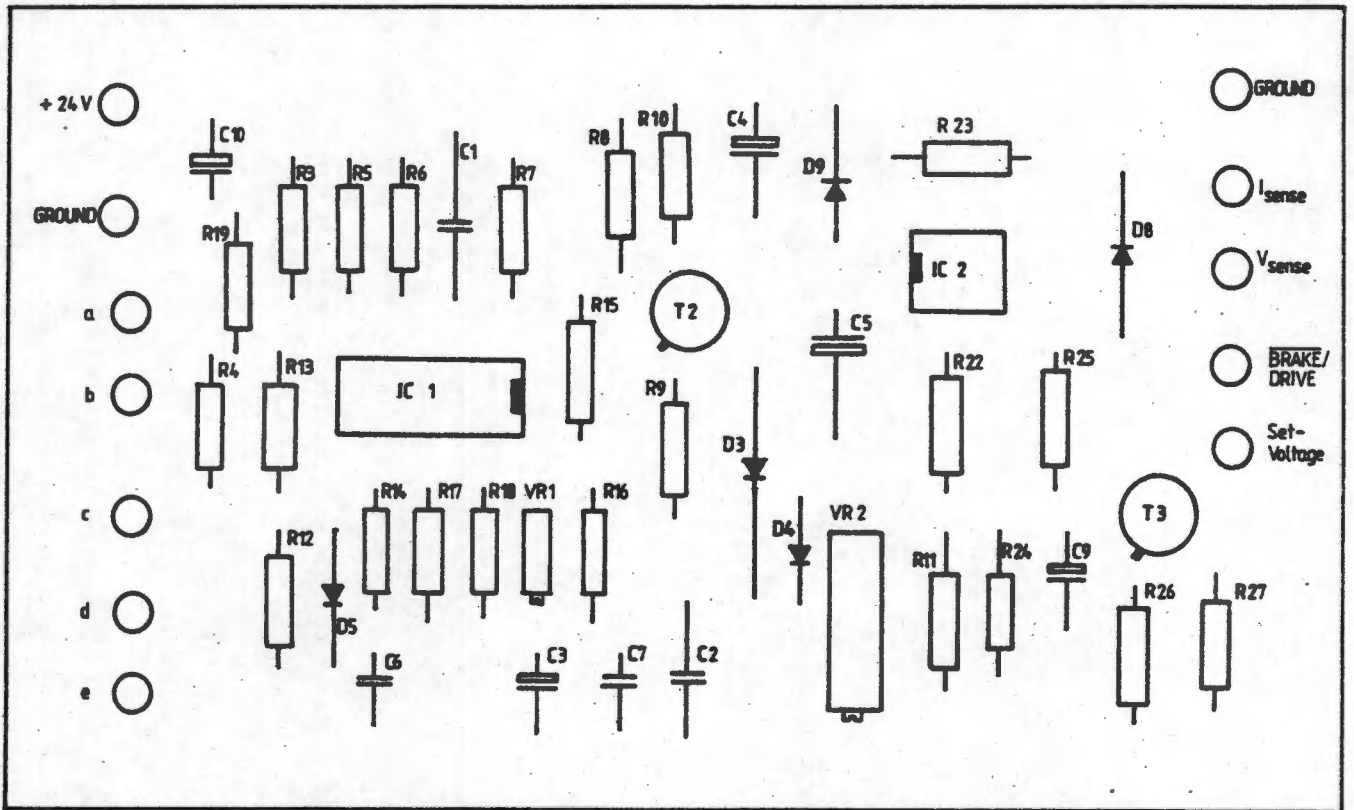 GROUND
+ 24V
C10
R8
R10
C4
R 23
C1
D9
R3
R5
R6
R7
I sense
GROUND
R19
D8
IC 2
V sense
a
R15
T2
C5
R4
R13
R22
R25
BRAKE/
DRIVE
b
IC 1
R9
D3
Set-
Voltage
c
R14
R17
R18
VR1
R16
VR 2
T3
R12
D4
R11
R24
C9
d
D5
R26
R27
e
C6
C3
C7
C2